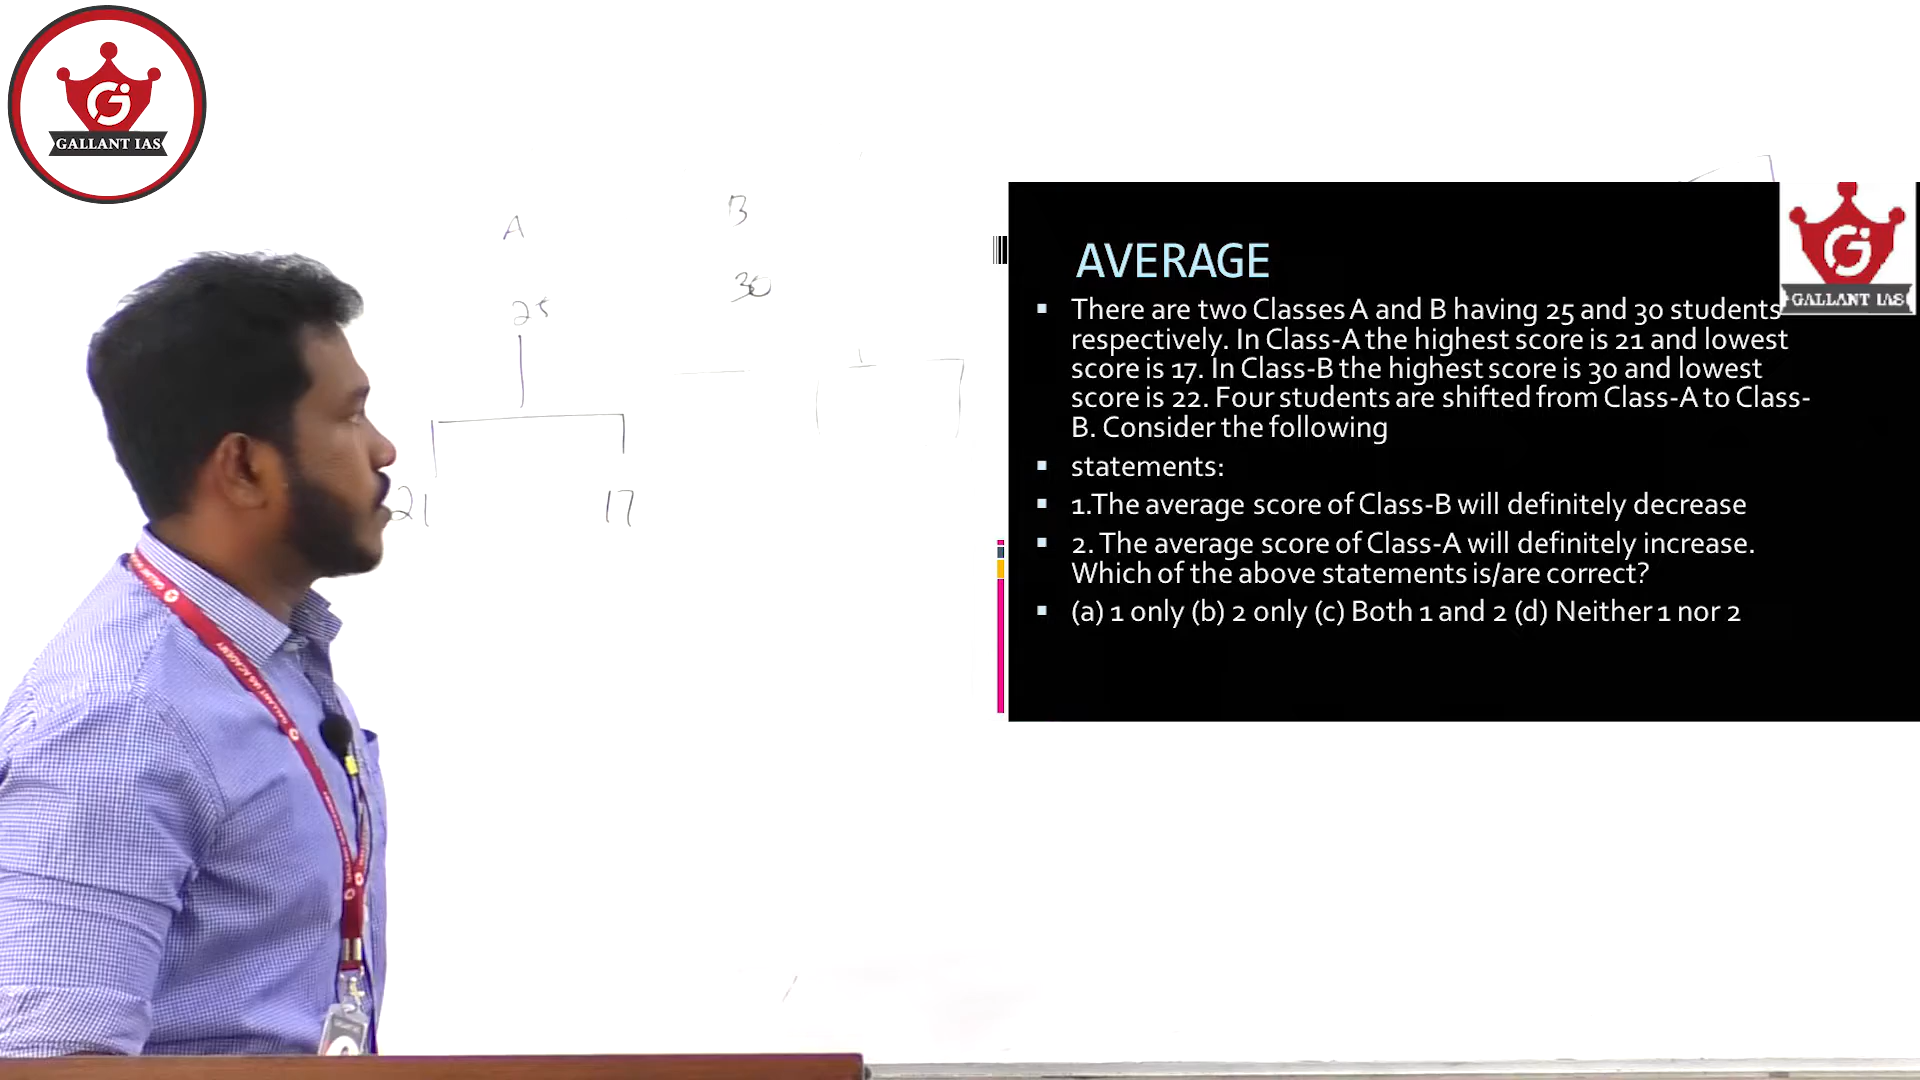 GALLANT IAS
A
B
25
30
21
17
AVERAGE
GALLANT IAS
There are two Classes A and B having 25 and 30 students
respectively. In Class-A the highest score is 21 and lowest
score is 17. In Class-B the highest score is 30 and lowest
score is 22. Four students are shifted from Class-A to Class-
B. Consider the following
statements:
1.The average score of Class-B will definitely decrease
2. The average score of Class-A will definitely increase.
Which of the above statements is/are correct?
(a) 1 only (b) 2 only (c) Both 1 and 2 (d) Neither 1 nor 2
GALLANT IAS ACADEMY